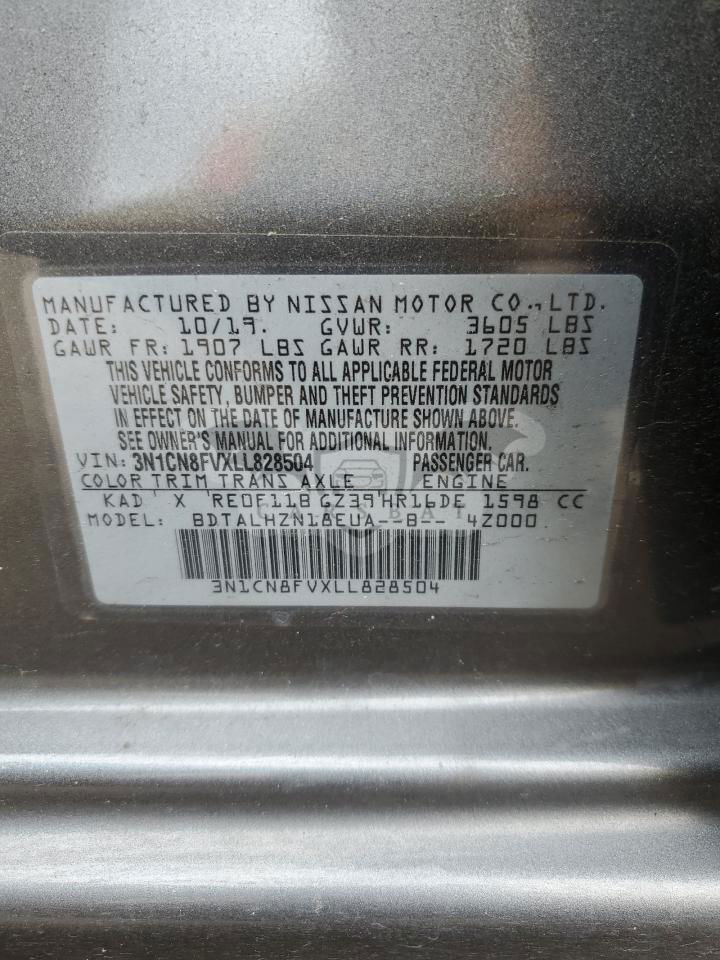 MANUFACTURED BY NISSAN MOTOR CO., LTD.
DATE: 10/19. GVWR: 3605 LBS
GAWR FR: 1907 LBS GAWR RR: 1720 LBS
THIS VEHICLE CONFORMS TO ALL APPLICABLE FEDERAL MOTOR
VEHICLE SAFETY, BUMPER AND THEFT PREVENTION STANDARDS
IN EFFECT ON THE DATE OF MANUFACTURE SHOWN ABOVE.
SEE OWNER'S MANUAL FOR ADDITIONAL INFORMATION.
VIN: 3N1CN8FVXLL828504 PASSENGER CAR.
COLOR TRIM TRANS AXLE ENGINE
KAD X RE0F11B GZ39 HR16DE 1598 CC
MODEL: BDTALHZN18EUA--B-- 4Z000
3N1CN8FVXLL828504